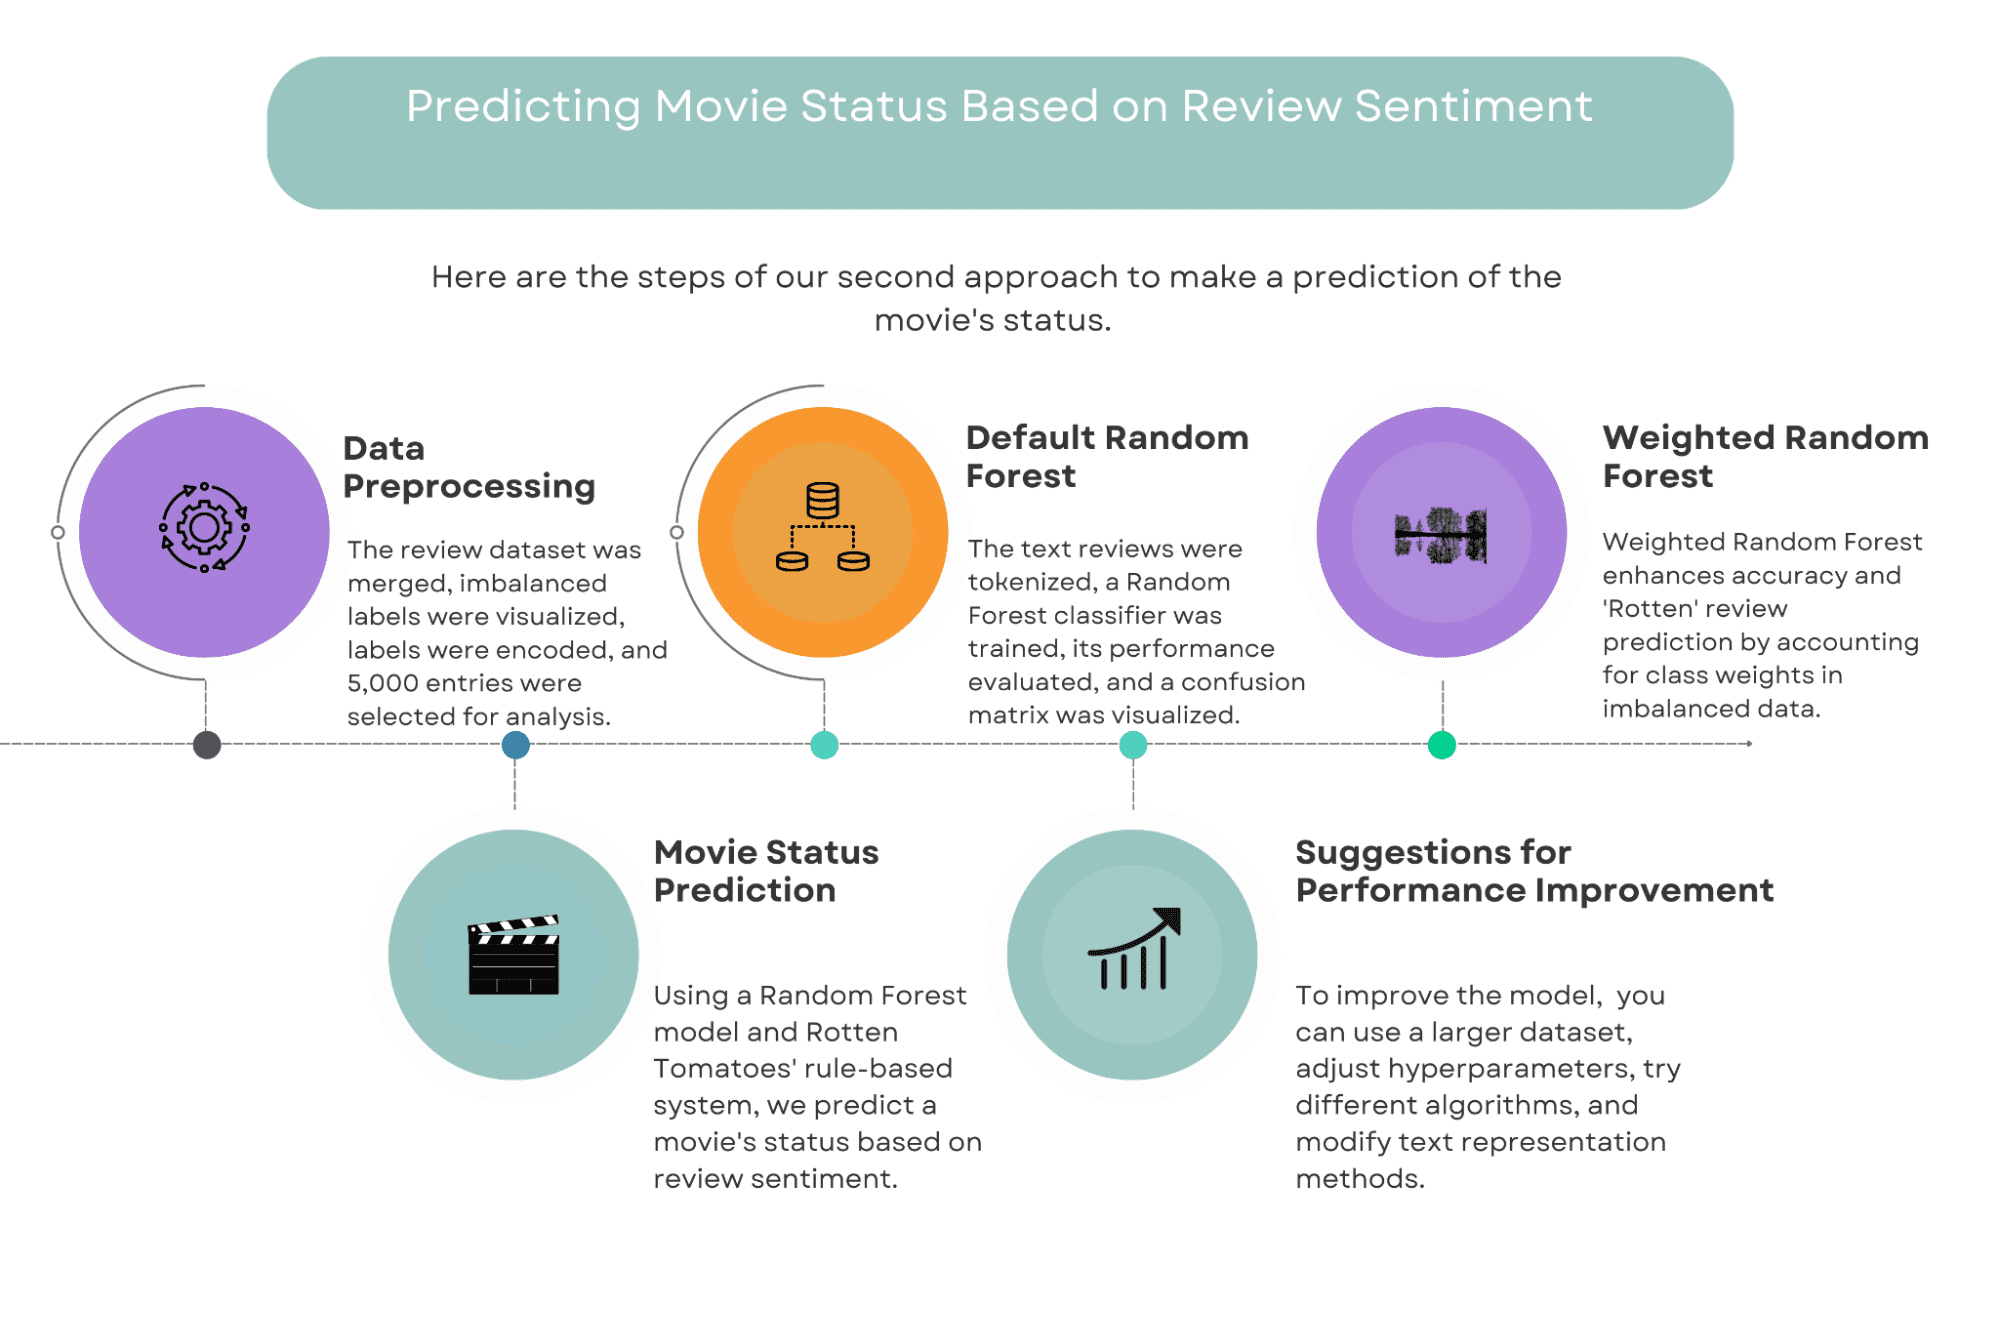 Predicting Movie Status Based on Review Sentiment
Here are the steps of our second approach to make a prediction of the
movie's status.
Data
Preprocessing
The review dataset was
merged, imbalanced
labels were visualized,
labels were encoded, and
5,000 entries were
selected for analysis.
Default Random
Forest
The text reviews were
tokenized, a Random
Forest classifier was
trained, its performance
evaluated, and a confusion
matrix was visualized.
Weighted Random
Forest
Weighted Random Forest
enhances accuracy and
'Rotten' review
prediction by accounting
for class weights in
imbalanced data.
Movie Status
Prediction
Using a Random Forest
model and Rotten
Tomatoes' rule-based
system, we predict a
movie's status based on
review sentiment.
Suggestions for
Performance Improvement
To improve the model,  you
can use a larger dataset,
adjust hyperparameters, try
different algorithms, and
modify text representation
methods.